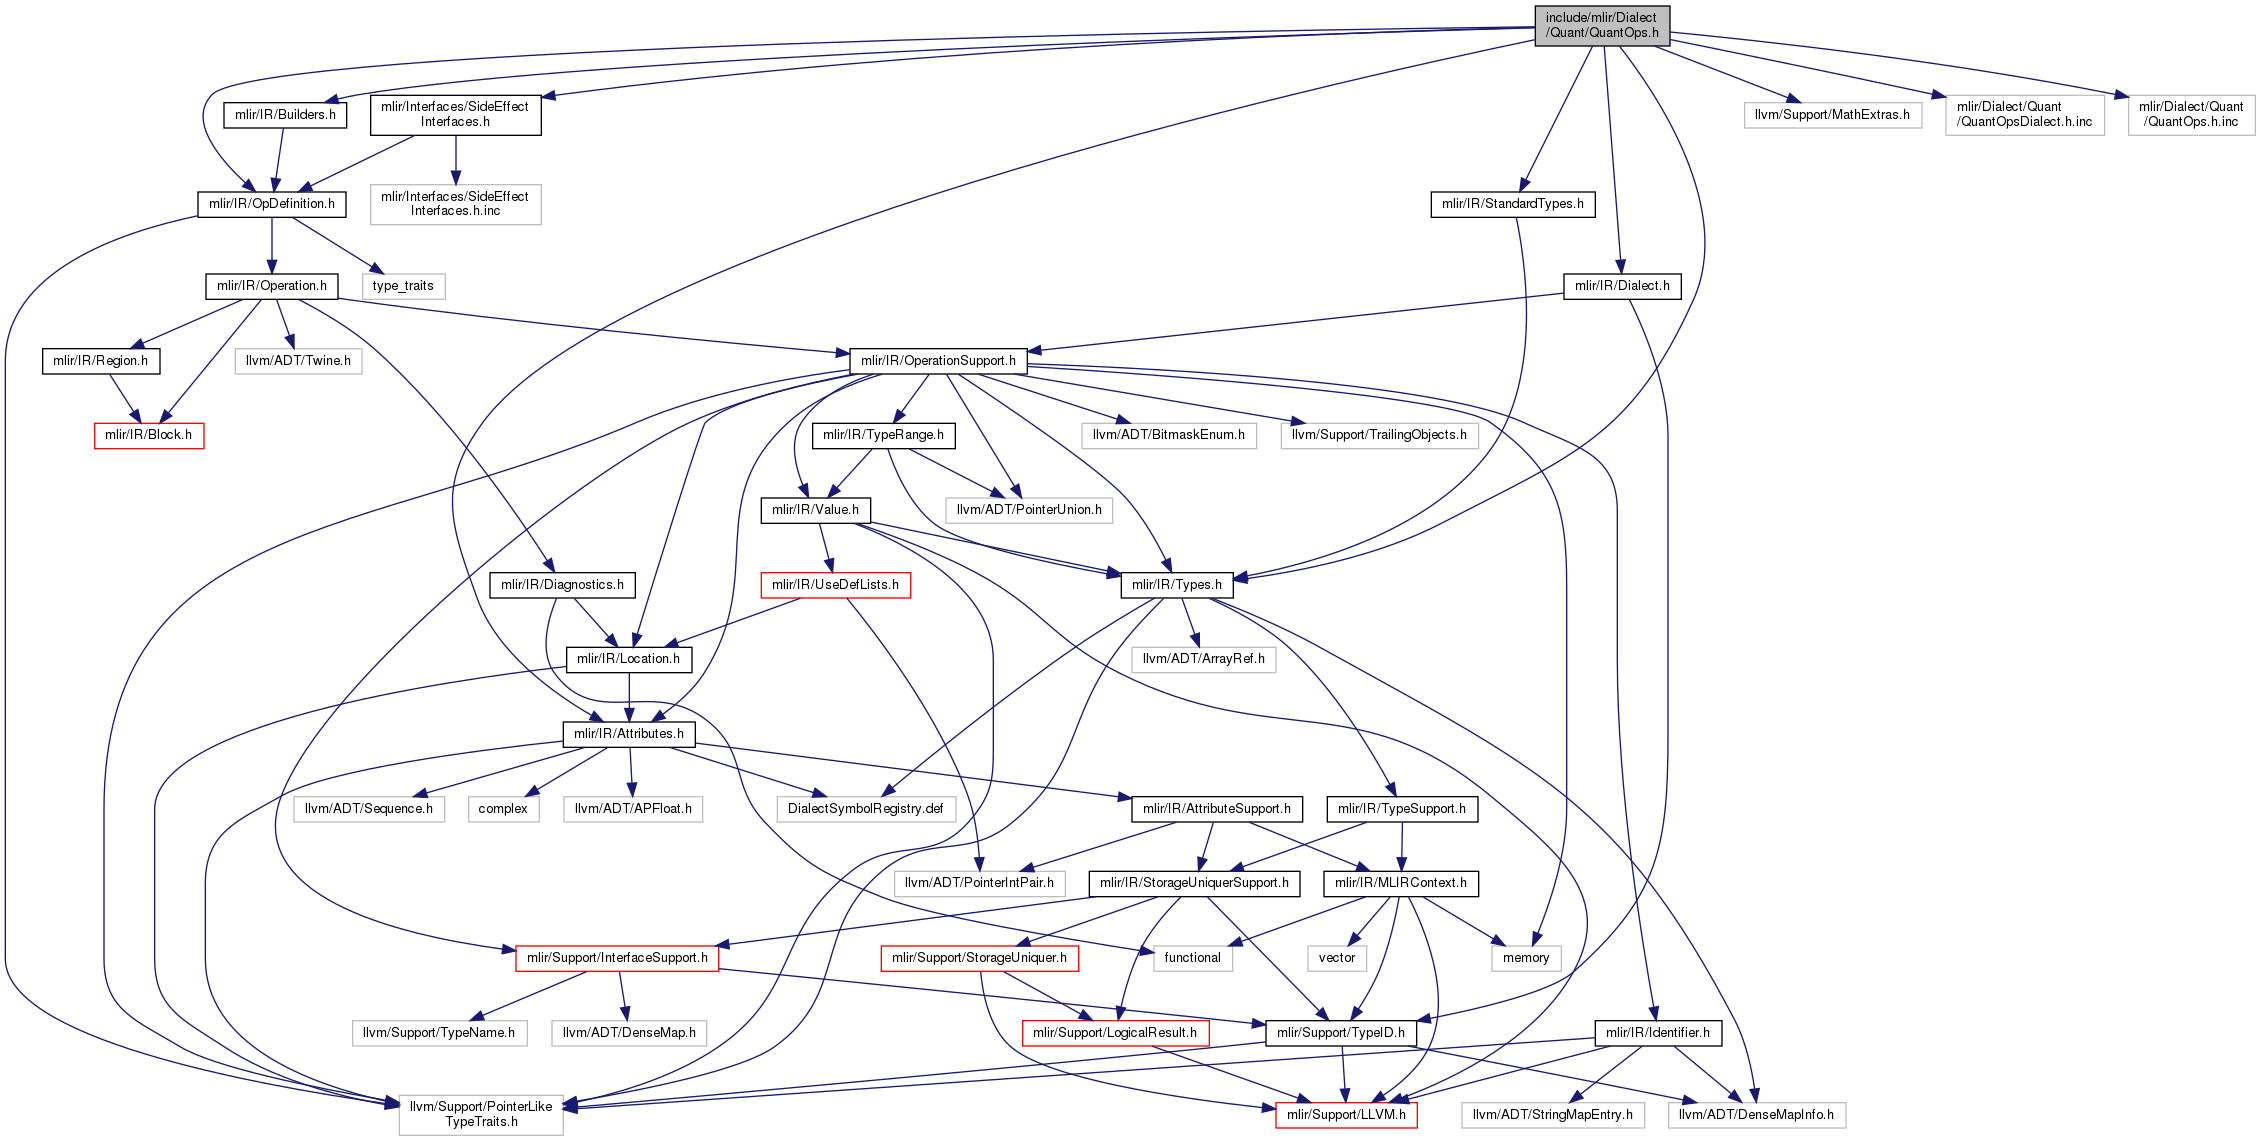 include/mlir/Dialect
/Quant/QuantOps.h
mlir/IR/Builders.h
mlir/Interfaces/SideEffect
Interfaces.h
llvm/Support/MathExtras.h
mlir/Dialect/Quant
/QuantOpsDialect.h.inc
mlir/Dialect/Quant
/QuantOps.h.inc
mlir/IR/OpDefinition.h
mlir/Interfaces/SideEffect
Interfaces.h.inc
mlir/IR/StandardTypes.h
mlir/IR/Operation.h
type_traits
mlir/IR/Dialect.h
mlir/IR/Region.h
llvm/ADT/Twine.h
mlir/IR/OperationSupport.h
mlir/IR/Block.h
mlir/IR/TypeRange.h
llvm/ADT/BitmaskEnum.h
llvm/Support/TrailingObjects.h
mlir/IR/Value.h
llvm/ADT/PointerUnion.h
mlir/IR/Diagnostics.h
mlir/IR/UseDefLists.h
mlir/IR/Types.h
mlir/IR/Location.h
llvm/ADT/ArrayRef.h
mlir/IR/Attributes.h
llvm/ADT/Sequence.h
complex
llvm/ADT/APFloat.h
DialectSymbolRegistry.def
mlir/IR/AttributeSupport.h
mlir/IR/TypeSupport.h
llvm/ADT/PointerIntPair.h
mlir/IR/StorageUniquerSupport.h
mlir/IR/MLIRContext.h
mlir/Support/InterfaceSupport.h
mlir/Support/StorageUniquer.h
functional
vector
memory
llvm/Support/TypeName.h
llvm/ADT/DenseMap.h
mlir/Support/LogicalResult.h
mlir/Support/TypeID.h
mlir/IR/Identifier.h
llvm/Support/PointerLike
TypeTraits.h
mlir/Support/LLVM.h
llvm/ADT/StringMapEntry.h
llvm/ADT/DenseMapInfo.h